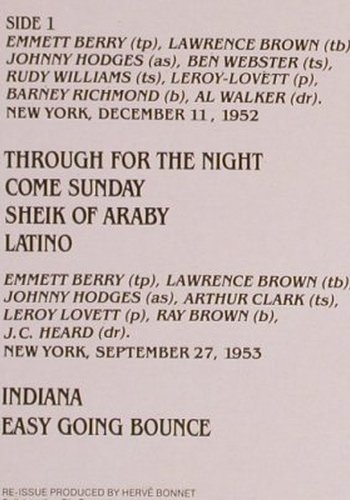 SIDE 1
EMMETT BERRY (tp), LAWRENCE BROWN (tb)
JOHNNY HODGES (as), BEN WEBSTER (ts),
RUDY WILLIAMS (ts), LEROY-LOVETT (p),
BARNEY RICHMOND (b), AL WALKER (dr).
NEW YORK, DECEMBER 11, 1952
THROUGH FOR THE NIGHT
COME SUNDAY
SHEIK OF ARABY
LATINO
EMMETT BERRY (tp), LAWRENCE BROWN (tb)
JOHNNY HODGES (as), ARTHUR CLARK (ts),
LEROY LOVETT (p), RAY BROWN (b),
J.C. HEARD (dr).
NEW YORK, SEPTEMBER 27, 1953
INDIANA
EASY GOING BOUNCE
RE-ISSUE PRODUCED BY HERVÉ BONNET